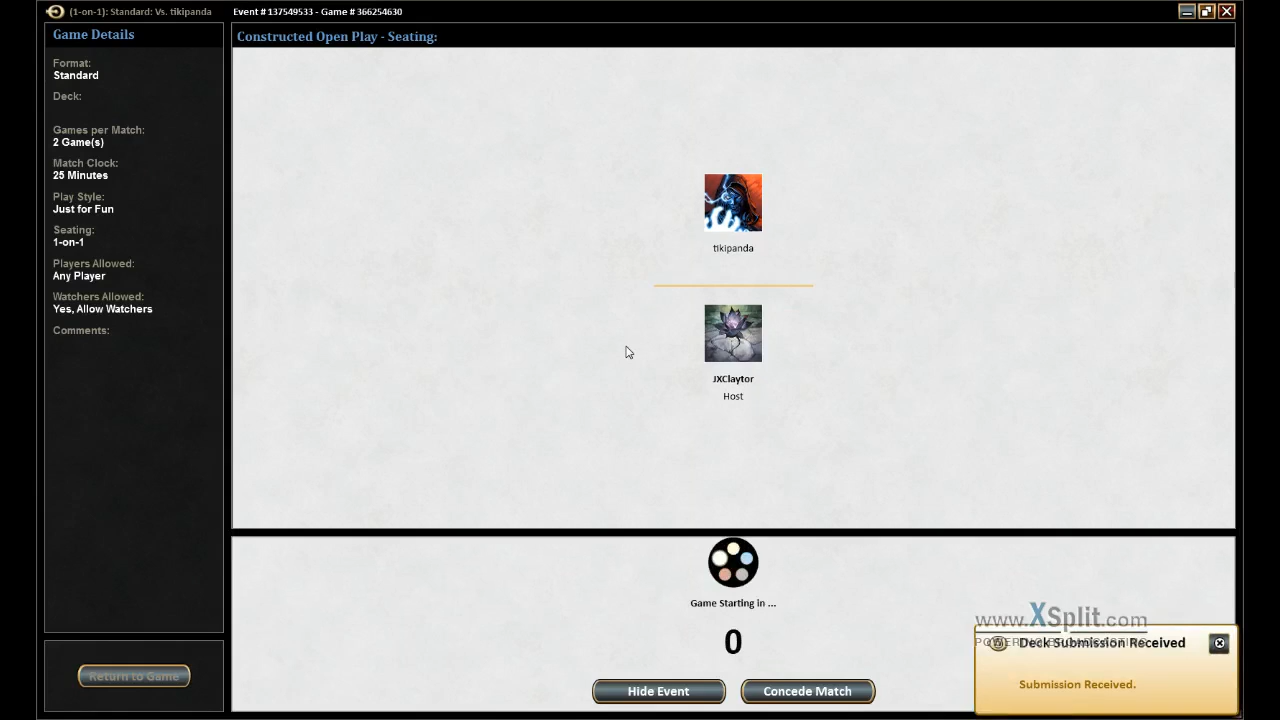 (1-on-1): Standard: Vs. tikipanda
Event # 137549533 - Game # 366254630
Game Details
Format:
Standard
Deck:
Games per Match:
2 Game(s)
Match Clock:
25 Minutes
Play Style:
Just for Fun
Seating:
1-on-1
Players Allowed:
Any Player
Watchers Allowed:
Yes, Allow Watchers
Comments:
Return to Game
Constructed Open Play - Seating:
tikipanda
JXClaytor
Host
Game Starting in ...
0
Hide Event
Concede Match
www.XSplit.com
Deck Submission Received
Submission Received.